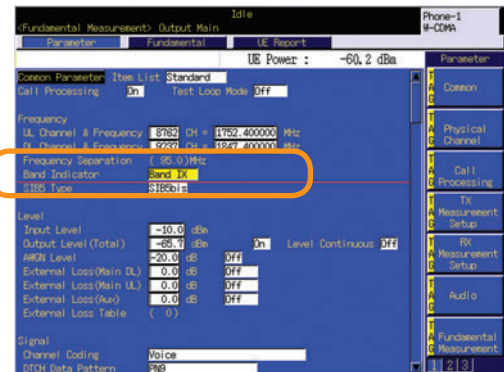 Idle
Phone-1
<Fundamental Measurement> Output Main
W-CDMA
Parameter Fundamental UE Report
UE Power : -60.2 dBm
Parameter
Common Parameter Item List Standard
Call Processing On Test Loop Mode Off
Frequency
UL Channel & Frequency 8762 CH = 1752.400000 MHz
DL Channel & Frequency 9237 CH = 1847.400000 MHz
Frequency Separation ( 95.0)MHz
Band Indicator Band IX
SIB5 Type SIB5bis
Level
Input Level -10.0 dBm
Output Level(Total) -65.7 dBm On Level Continuous Off
AWGN Level -20.0 dB Off
External Loss(Main DL) 0.0 dB Off
External Loss(Main UL) 0.0 dB Off
External Loss(Aux) 0.0 dB Off
External Loss Table ( 0)
Signal
Channel Coding Voice
DTCH Data Pattern PN9
TAG Common
TAG Physical Channel
TAG Call Processing
TAG TX Measurement Setup
TAG RX Measurement Setup
TAG Audio
TAG Fundamental Measurement
1 2 3